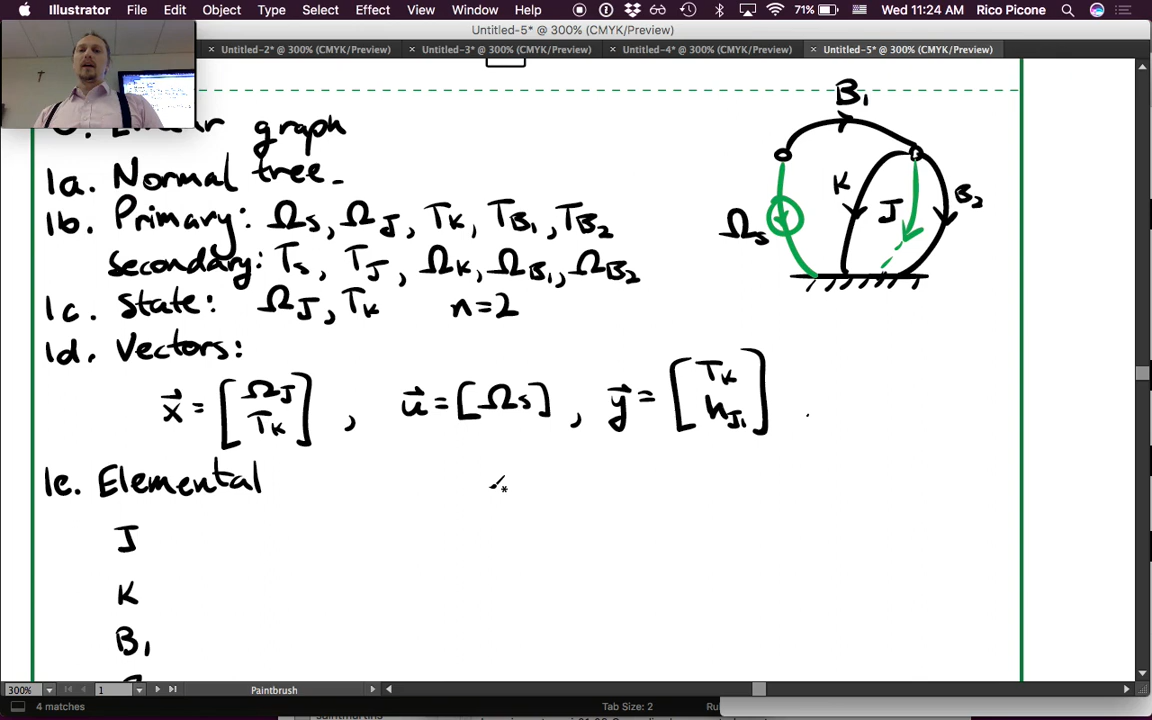 Illustrator File Edit Object Type Select Effect View Window Help 71% Wed 11:24 AM Rico Picone
Untitled-5* @ 300% (CMYK/Preview)
Untitled-2* @ 300% (CMYK/Preview) Untitled-3* @ 300% (CMYK/Preview) Untitled-4* @ 300% (CMYK/Preview) Untitled-5* @ 300% (CMYK/Preview)
graph
1a. Normal tree.
1b. Primary: Ωs, ΩJ, TK, TB1, TB2
secondary: Ts, TJ, ΩK, ΩB1, ΩB2
1c. State: ΩJ, TK n=2
1d. Vectors:
x⃗ = [ΩJ TK], u⃗ = [Ωs], y⃗ = [TK hJ1].
1e. Elemental
J
K
B1
B1
K
J
B2
Ωs
300% 1 Paintbrush
4 matches Tab Size: 2 Ru